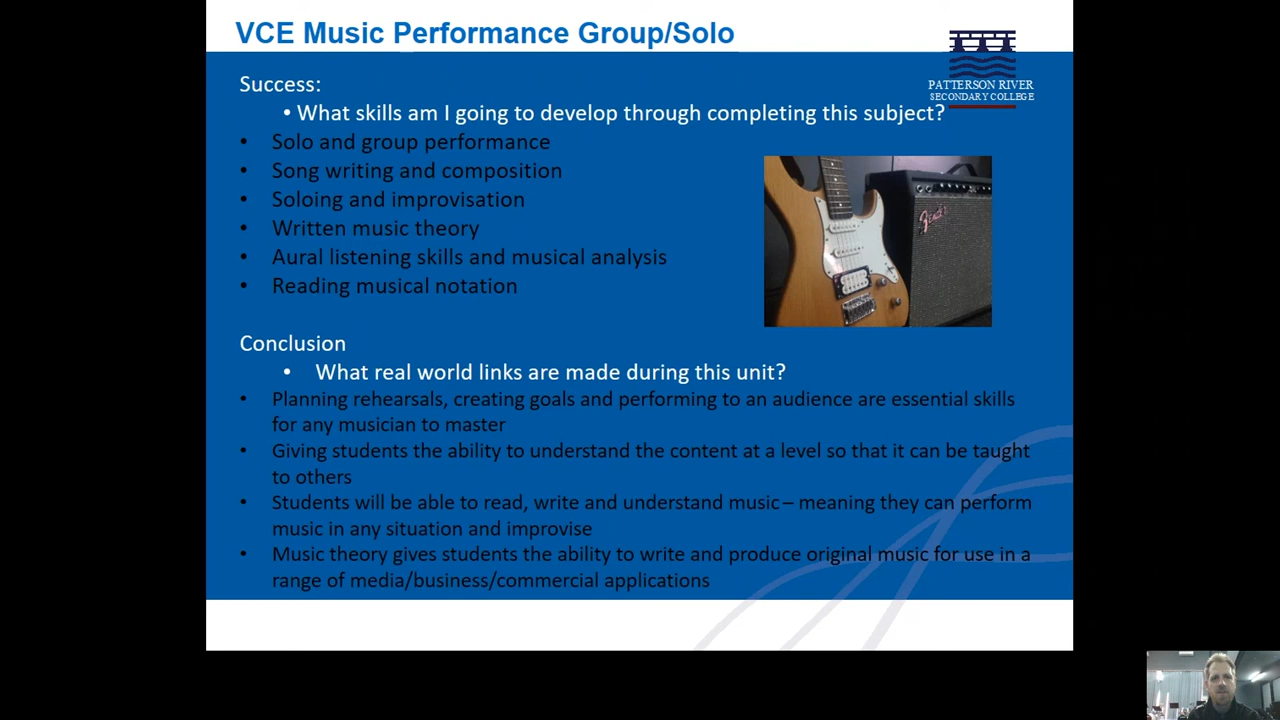 VCE Music Performance Group/Solo
PATTERSON RIVER
SECONDARY COLLEGE
Success:
• What skills am I going to develop through completing this subject?
• Solo and group performance
• Song writing and composition
• Soloing and improvisation
• Written music theory
• Aural listening skills and musical analysis
• Reading musical notation
Fender
Conclusion
• What real world links are made during this unit?
• Planning rehearsals, creating goals and performing to an audience are essential skills
for any musician to master
• Giving students the ability to understand the content at a level so that it can be taught
to others
• Students will be able to read, write and understand music – meaning they can perform
music in any situation and improvise
• Music theory gives students the ability to write and produce original music for use in a
range of media/business/commercial applications